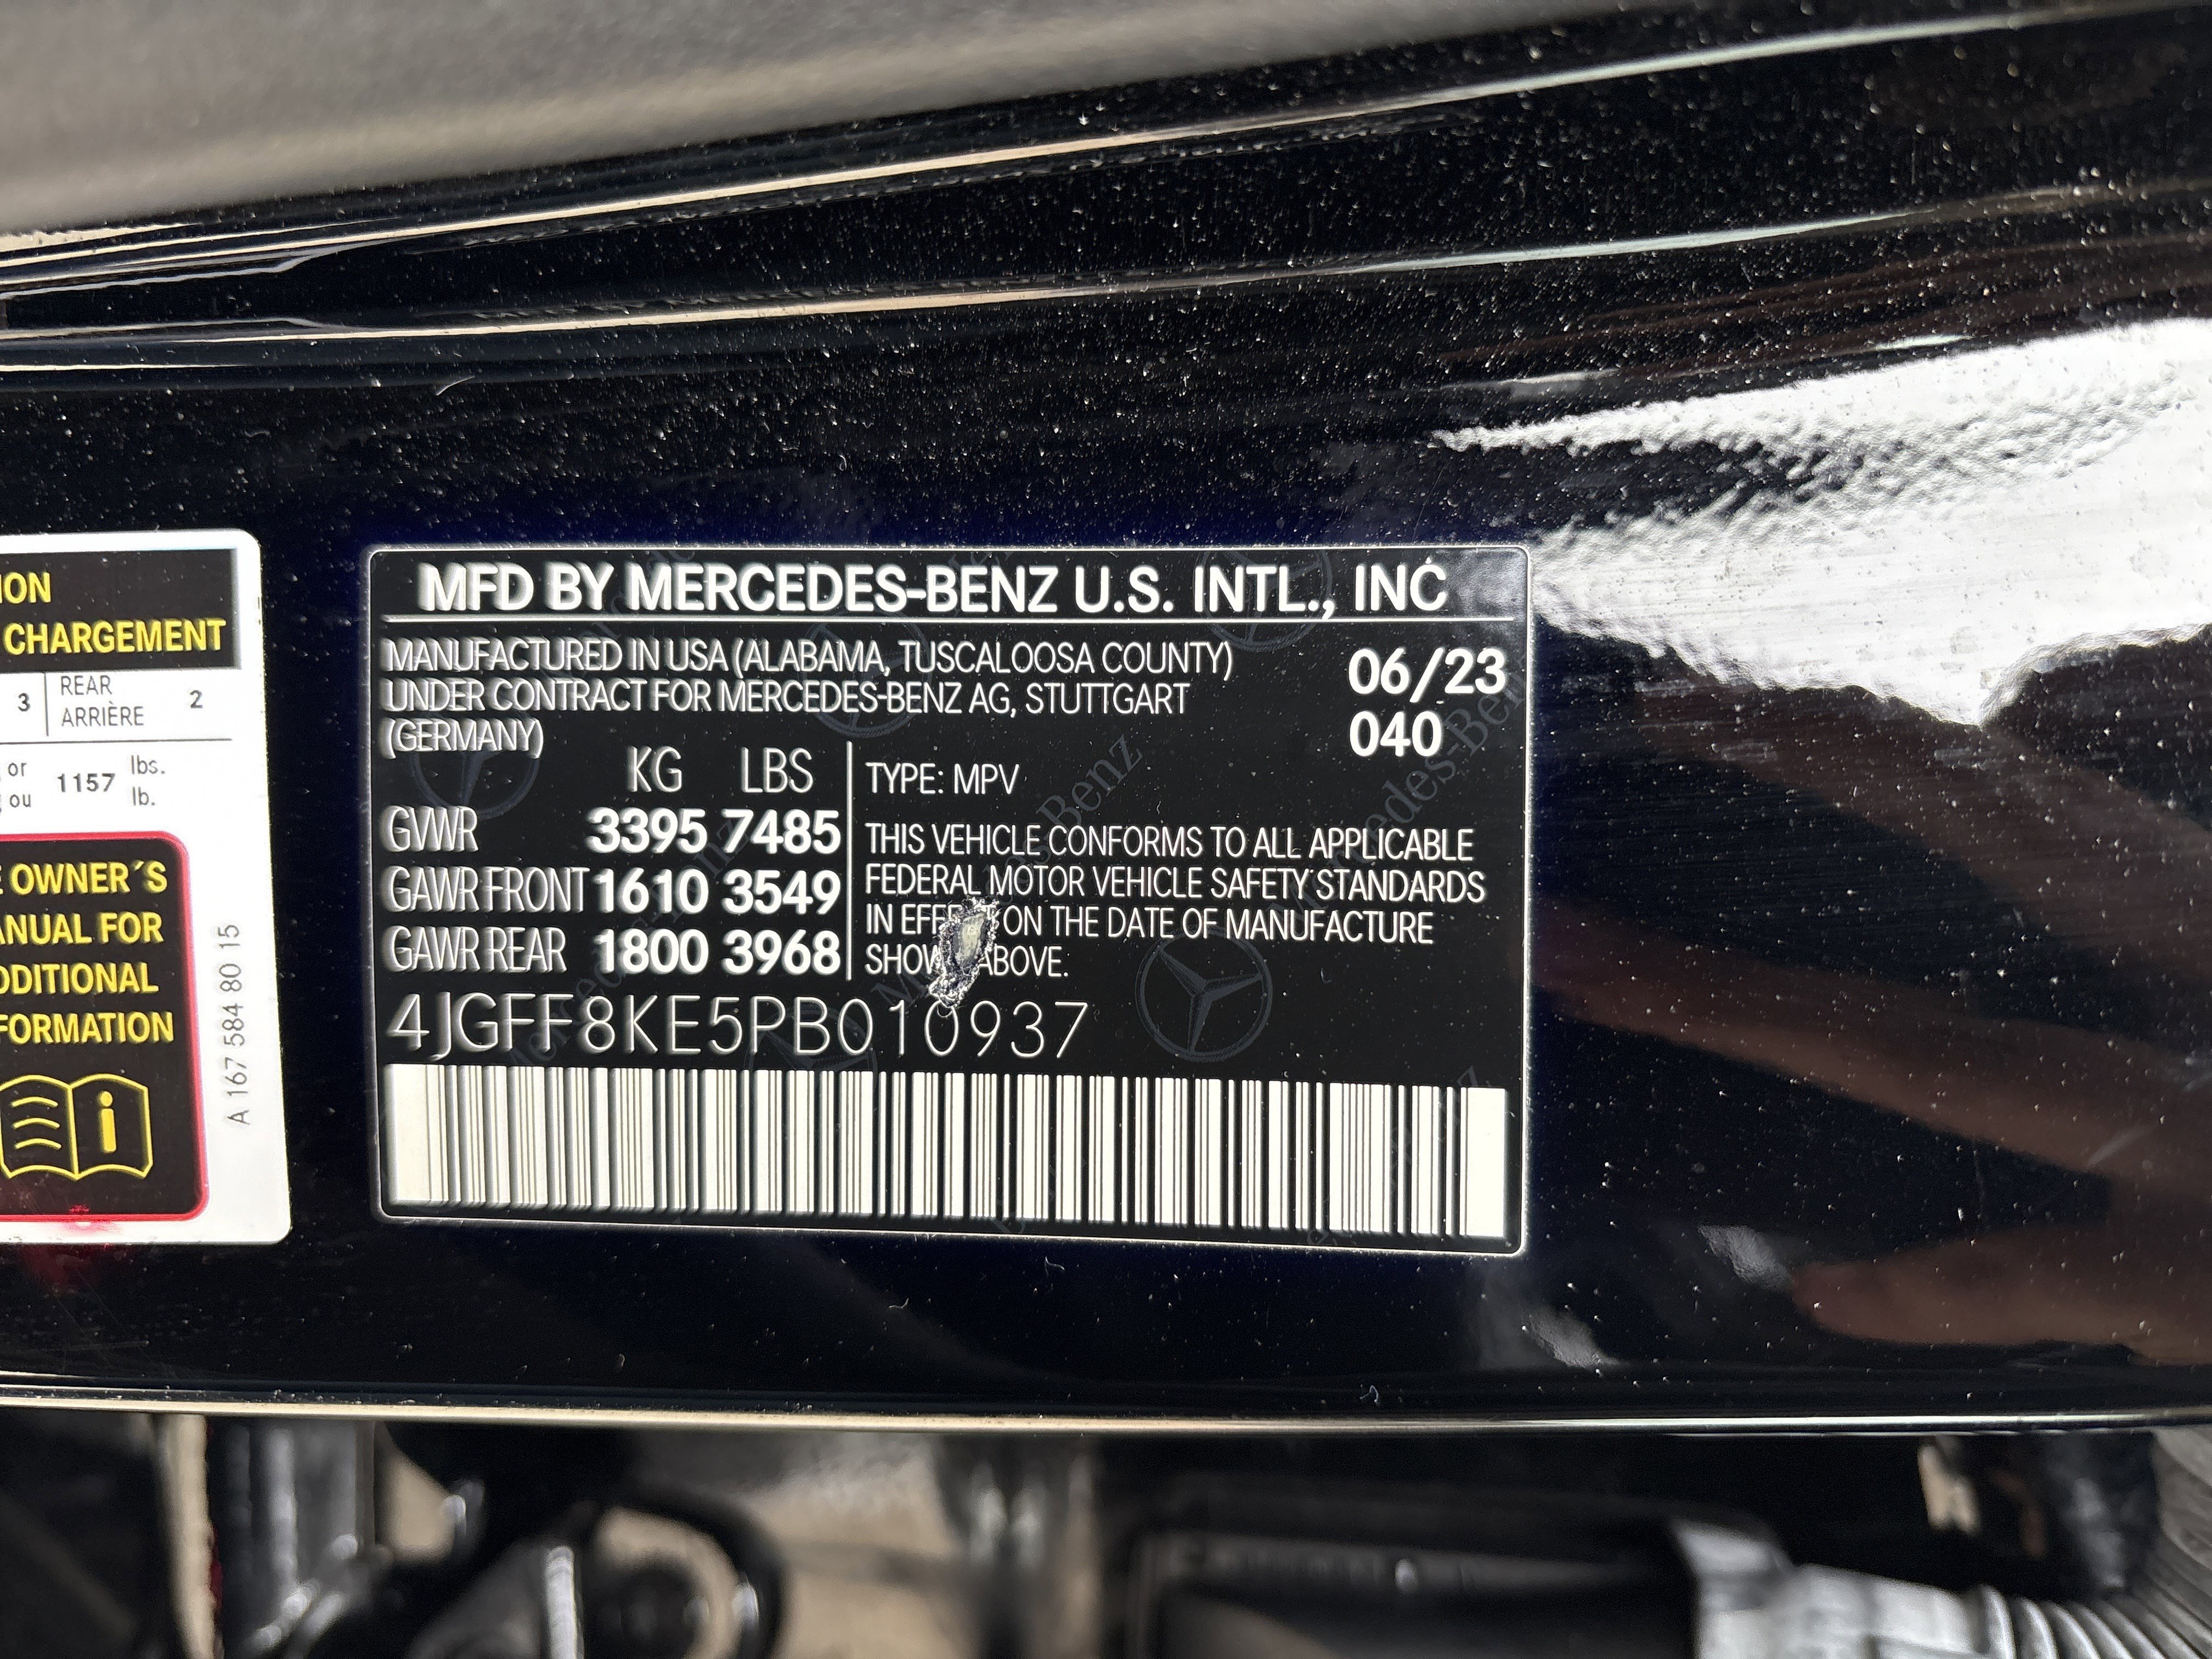 ION
CHARGEMENT
3 REAR ARRIÈRE 2
or ou 1157 lbs. lb.
OWNER´S
FOR
A 167 584 80 15
MFD BY MERCEDES-BENZ U.S. INTL., INC
MANUFACTURED IN USA (ALABAMA, TUSCALOOSA COUNTY)
UNDER CONTRACT FOR MERCEDES-BENZ AG, STUTTGART
(GERMANY)
06/23
040
KG LBS
GVWR 3395 7485
GAWR FRONT 1610 3549
GAWR REAR 1800 3968
TYPE: MPV
THIS VEHICLE CONFORMS TO ALL APPLICABLE
FEDERAL MOTOR VEHICLE SAFETY STANDARDS
IN ON THE DATE OF MANUFACTURE
ABOVE.
4JGFF8KE5PB010937